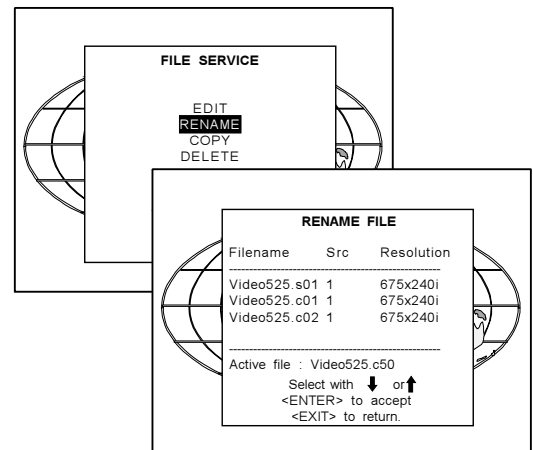 FILE SERVICE
EDIT
RENAME
COPY
DELETE
RENAME FILE
Filename Src Resolution
Video525.s01 1 675x240i
Video525.c01 1 675x240i
Video525.c02 1 675x240i
Active file : Video525.c50
Select with ⬇ or ⬆
<ENTER> to accept
<EXIT> to return.